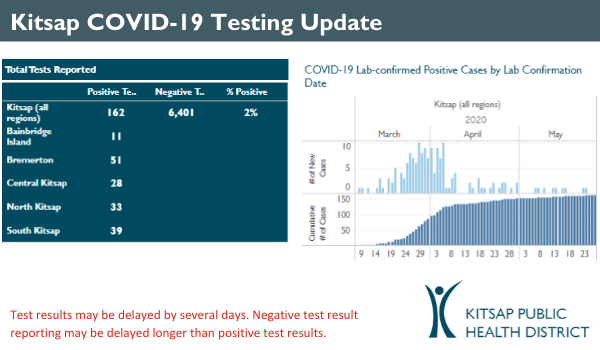 Kitsap COVID-19 Testing Update
Total Tests Reported
Positive Te.. Negative T.. % Positive
Kitsap (all
regions) 162 6,401 2%
Bainbridge
Island 11
Bremerton 51
Central Kitsap 28
North Kitsap 33
South Kitsap 39
COVID-19 Lab-confirmed Positive Cases by Lab Confirmation
Date
Kitsap (all regions)
2020
March April May
# of New
Cases
10
5
0
Cumulative
# of Cases
150
100
50
9 14 19 24 29 3 8 13 18 23 28 3 8 13 18 23
Test results may be delayed by several days. Negative test result
reporting may be delayed longer than positive test results.
KITSAP PUBLIC
HEALTH DISTRICT